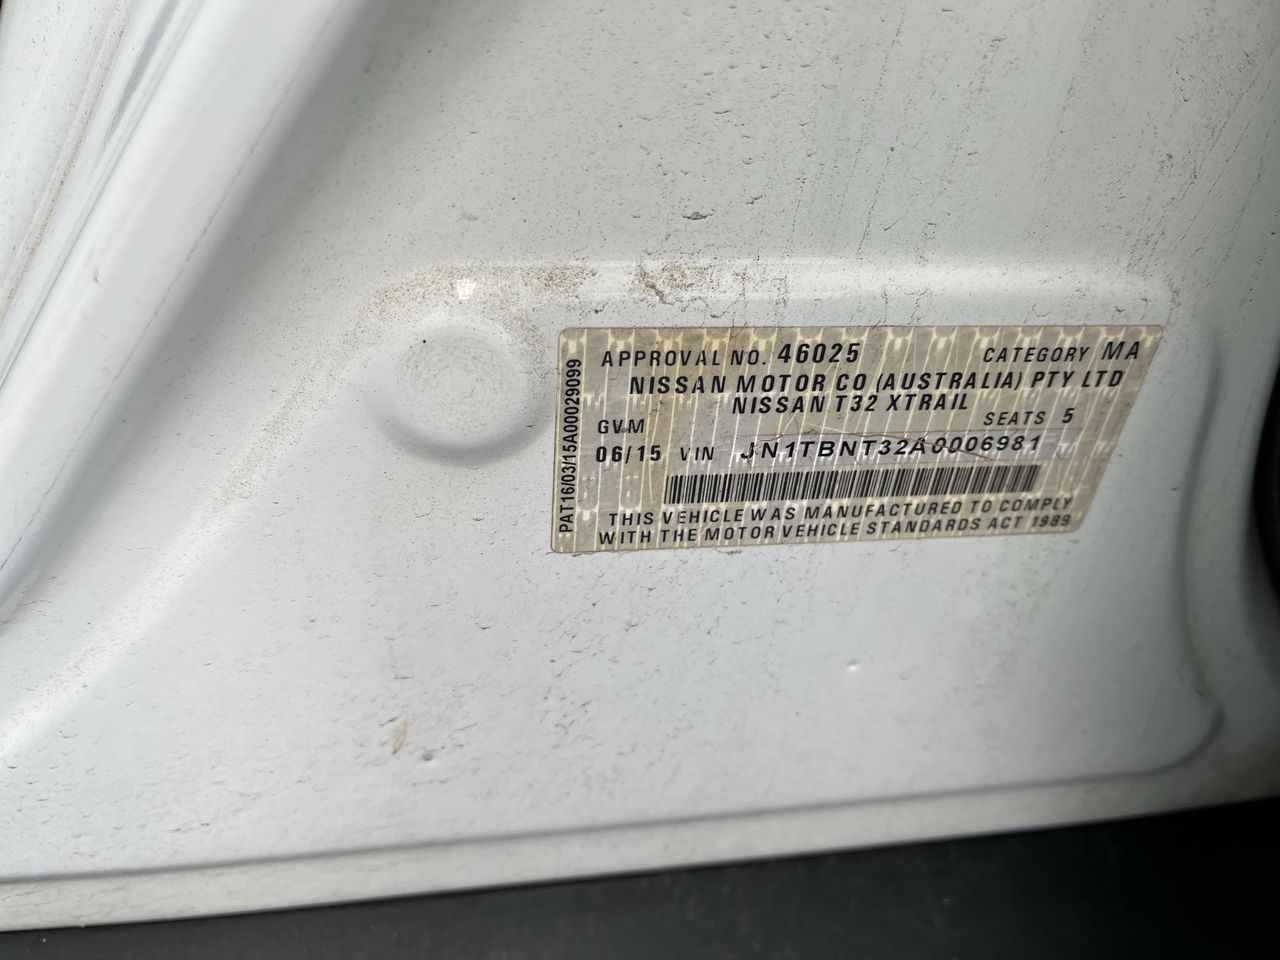 APPROVAL NO. 46025 CATEGORY MA
NISSAN MOTOR CO (AUSTRALIA) PTY LTD
NISSAN T32 XTRAIL
GVM SEATS 5
06/15 VIN JN1TBNT32A0006981
THIS VEHICLE WAS MANUFACTURED TO COMPLY
WITH THE MOTOR VEHICLE STANDARDS ACT 1989
PAT16/03/15A00029099